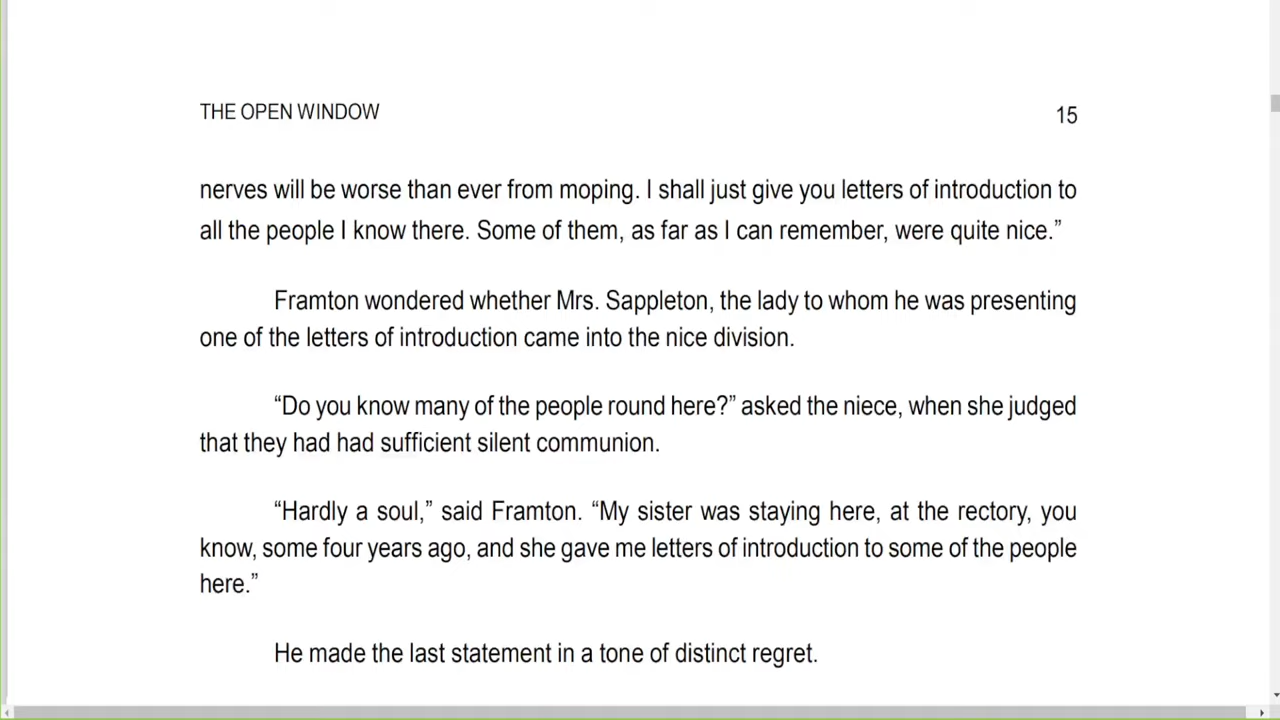 THE OPEN WINDOW 15
nerves will be worse than ever from moping. I shall just give you letters of introduction to
all the people I know there. Some of them, as far as I can remember, were quite nice.”
Framton wondered whether Mrs. Sappleton, the lady to whom he was presenting
one of the letters of introduction came into the nice division.
“Do you know many of the people round here?” asked the niece, when she judged
that they had had sufficient silent communion.
“Hardly a soul,” said Framton. “My sister was staying here, at the rectory, you
know, some four years ago, and she gave me letters of introduction to some of the people
here.”
He made the last statement in a tone of distinct regret.